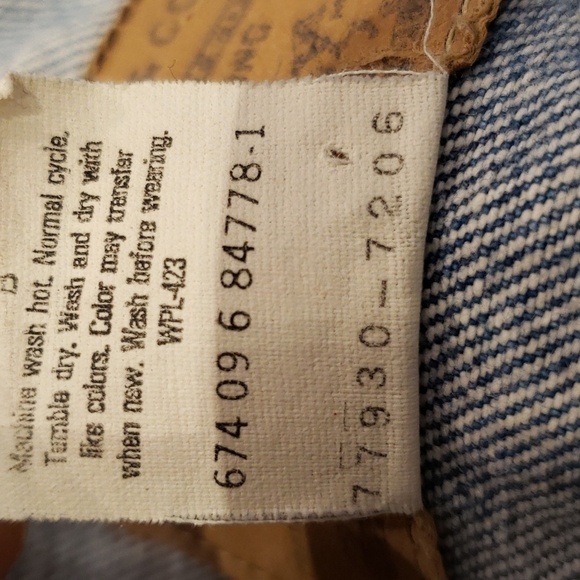 Machine wash hot. Normal cycle.
Tumble dry. Wash and dry with
like colors. Color may transfer
when new. Wash before wearing.
WPL-423
674 09 6 84778-1
77930-7206